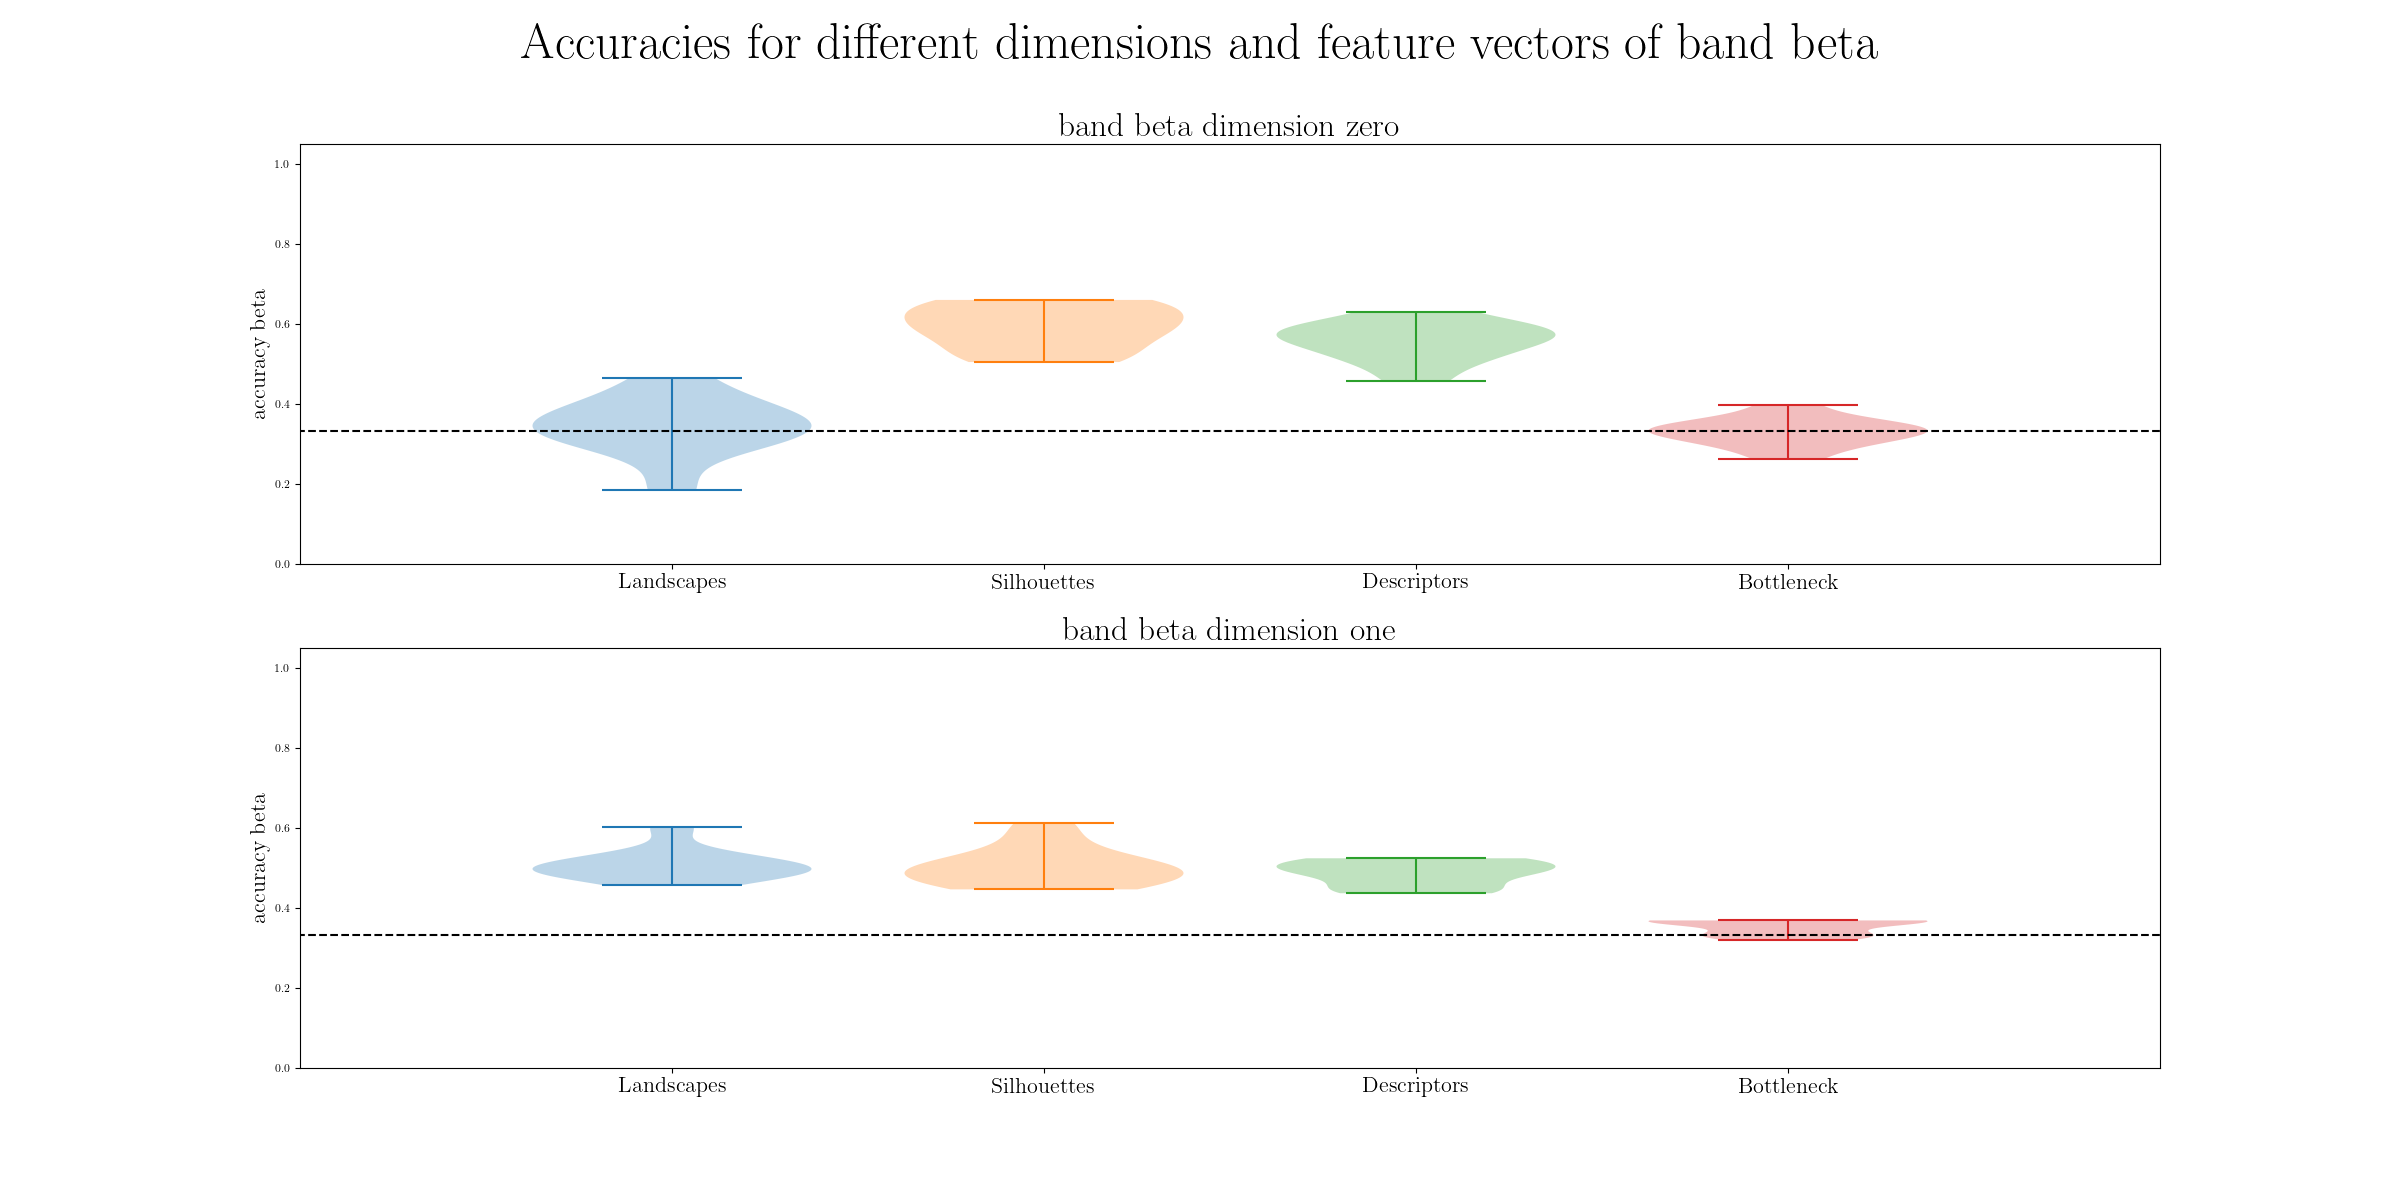 Accuracies for different dimensions and feature vectors of band beta
band beta dimension zero
1.0
0.8
0.6
0.4
0.2
0.0
accuracy beta
Landscapes Silhouettes Descriptors Bottleneck
band beta dimension one
1.0
0.8
0.6
0.4
0.2
0.0
accuracy beta
Landscapes Silhouettes Descriptors Bottleneck